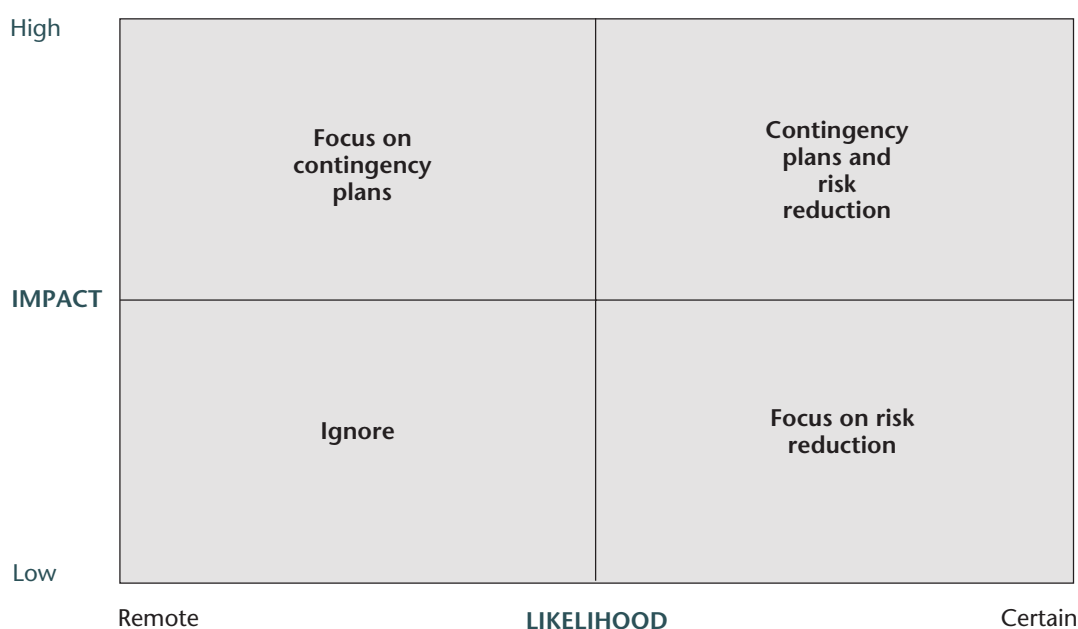 High
Focus on
contingency
plans
Contingency
plans and
risk
reduction
IMPACT
Ignore
Focus on risk
reduction
Low
Remote
LIKELIHOOD
Certain